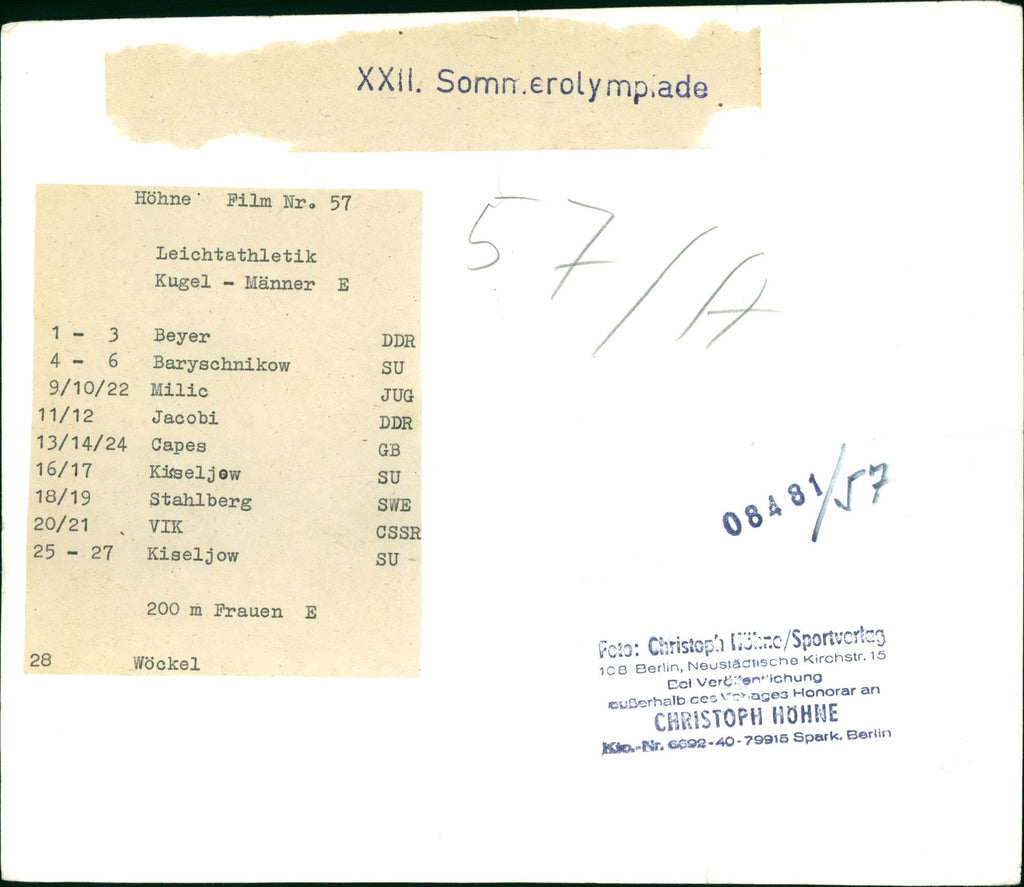 XXII. Sommerolympiade
Höhne Film Nr. 57
57/A
Leichtathletik
Kugel - Männer E
1 - 3 Beyer DDR
4 - 6 Baryschnikow SU
9/10/22 Milic JUG
11/12 Jacobi DDR
13/14/24 Capes GB
16/17 Kiseljow SU
18/19 Stahlberg SWE
20/21 VIK CSSR
25 - 27 Kiseljow SU
200 m Frauen E
28 Wöckel
08481/57
Foto: Christoph Höhne/Sportverlag
108 Berlin, Neustädtische Kirchstr. 15
Bei Veröffentlichung
außerhalb des Verlages Honorar an
CHRISTOPH HÖHNE
Kto.-Nr. 6692-40-79915 Spark. Berlin